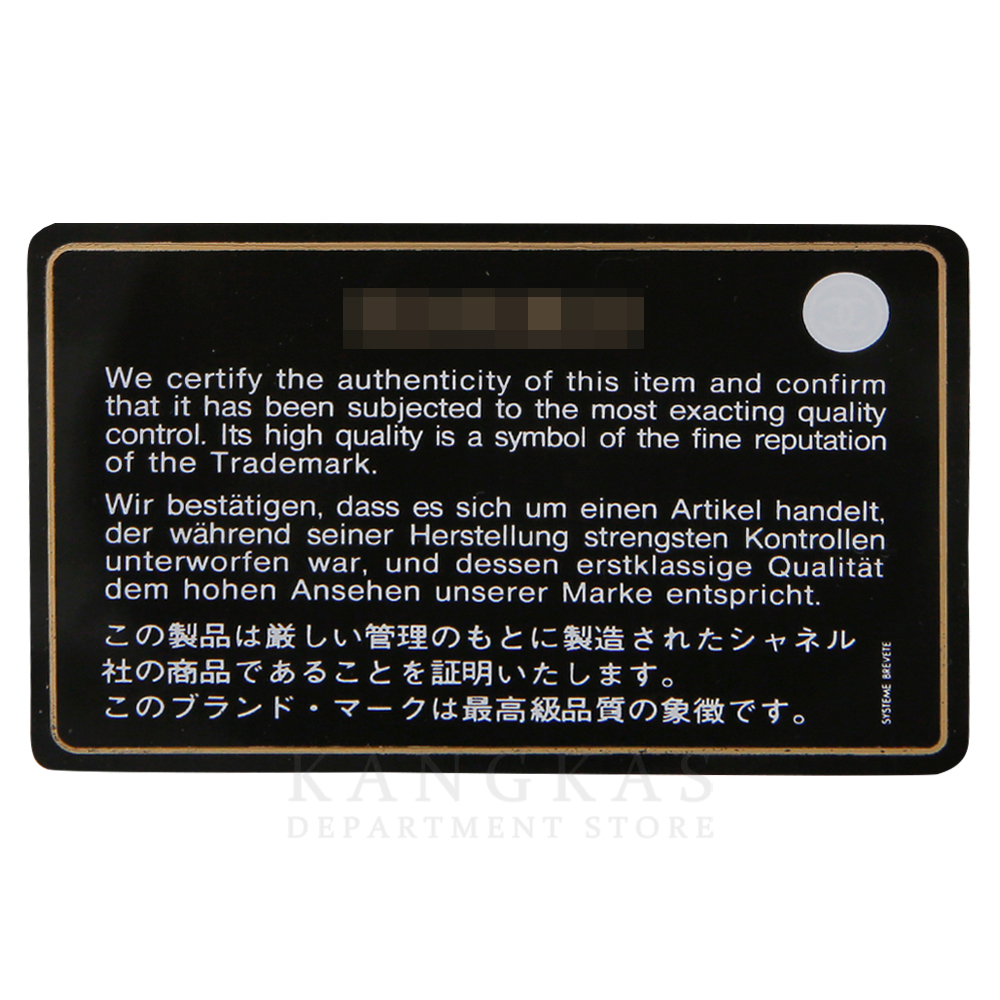 We certify the authenticity of this item and confirm
that it has been subjected to the most exacting quality
control. Its high quality is a symbol of the fine reputation
of the Trademark.
Wir bestätigen, dass es sich um einen Artikel handelt,
der während seiner Herstellung strengsten Kontrollen
unterworfen war, und dessen erstklassige Qualität
dem hohen Ansehen unserer Marke entspricht.
この製品は厳しい管理のもとに製造されたシャネル
社の商品であることを証明いたします。
このブランド・マークは最高級品質の象徴です。
SYSTEME BREVETE
KANGKAS
DEPARTMENT STORE